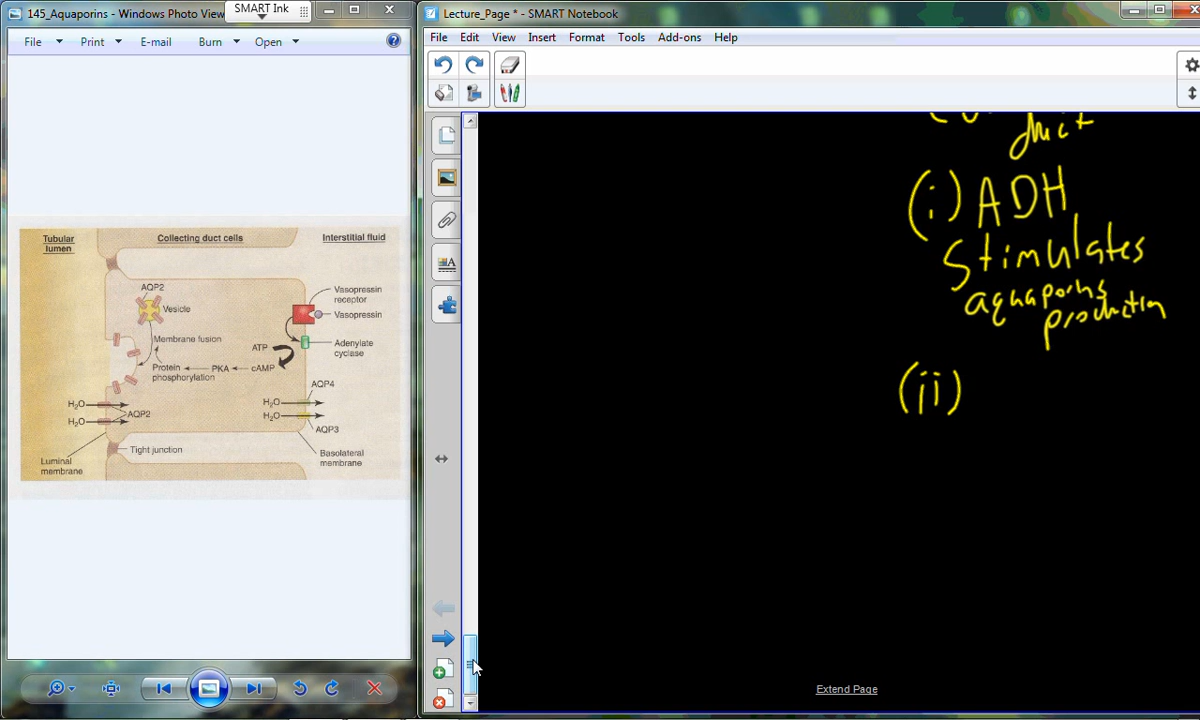 145_Aquaporins - Windows Photo View
SMART Ink
File
Print
E-mail
Burn
Open
Tubular
lumen
Collecting duct cells
Interstitial fluid
AQP2
Vesicle
Vasopressin
receptor
Vasopressin
Membrane fusion
ATP
Adenylate
cyclase
Protein
phosphorylation
PKA
cAMP
AQP4
H₂O
H₂O
AQP2
H₂O
H₂O
AQP3
Tight junction
Luminal
membrane
Basolateral
membrane
Lecture_Page * - SMART Notebook
File Edit View Insert Format Tools Add-ons Help
duct
(i) ADH
Stimulates
aquaporins
production
(ii)
Extend Page